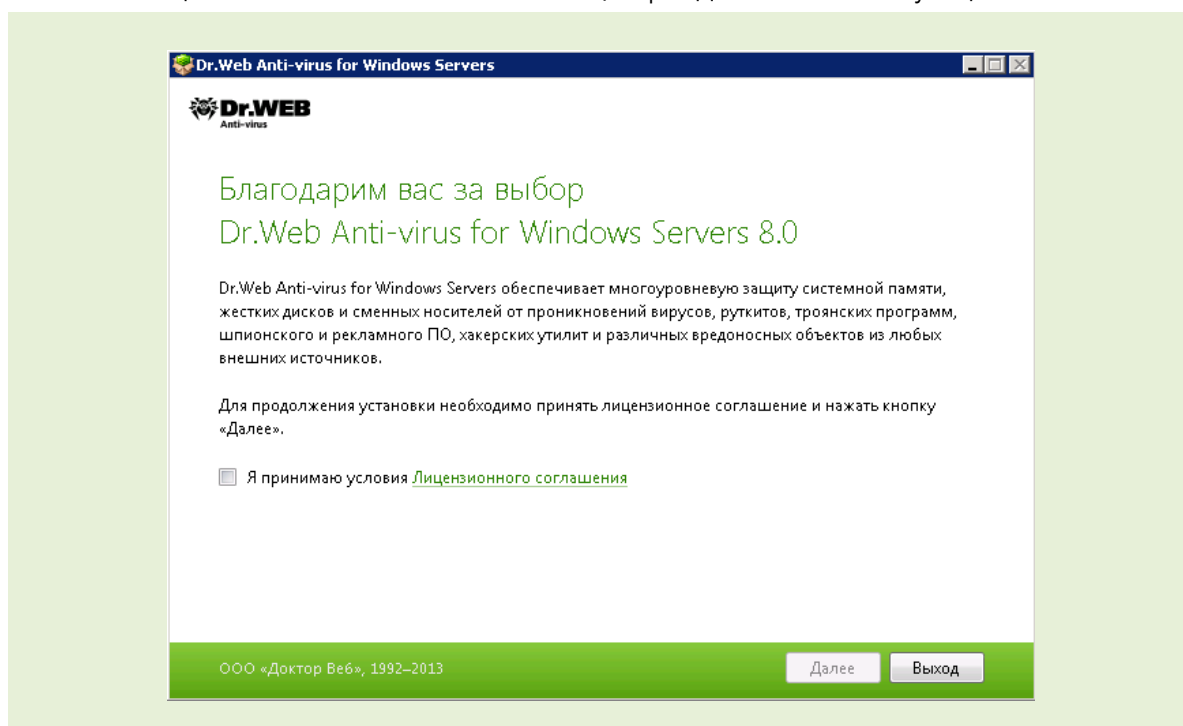 Dr.Web Anti-virus for Windows Servers
Dr.WEB
Anti-virus
Благодарим вас за выбор
Dr.Web Anti-virus for Windows Servers 8.0
Dr.Web Anti-virus for Windows Servers обеспечивает многоуровневую защиту системной памяти,
жестких дисков и сменных носителей от проникновений вирусов, руткитов, троянских программ,
шпионского и рекламного ПО, хакерских утилит и различных вредоносных объектов из любых
внешних источников.
Для продолжения установки необходимо принять лицензионное соглашение и нажать кнопку
«Далее».
Я принимаю условия Лицензионного соглашения
ООО «Доктор Веб», 1992–2013
Далее
Выход